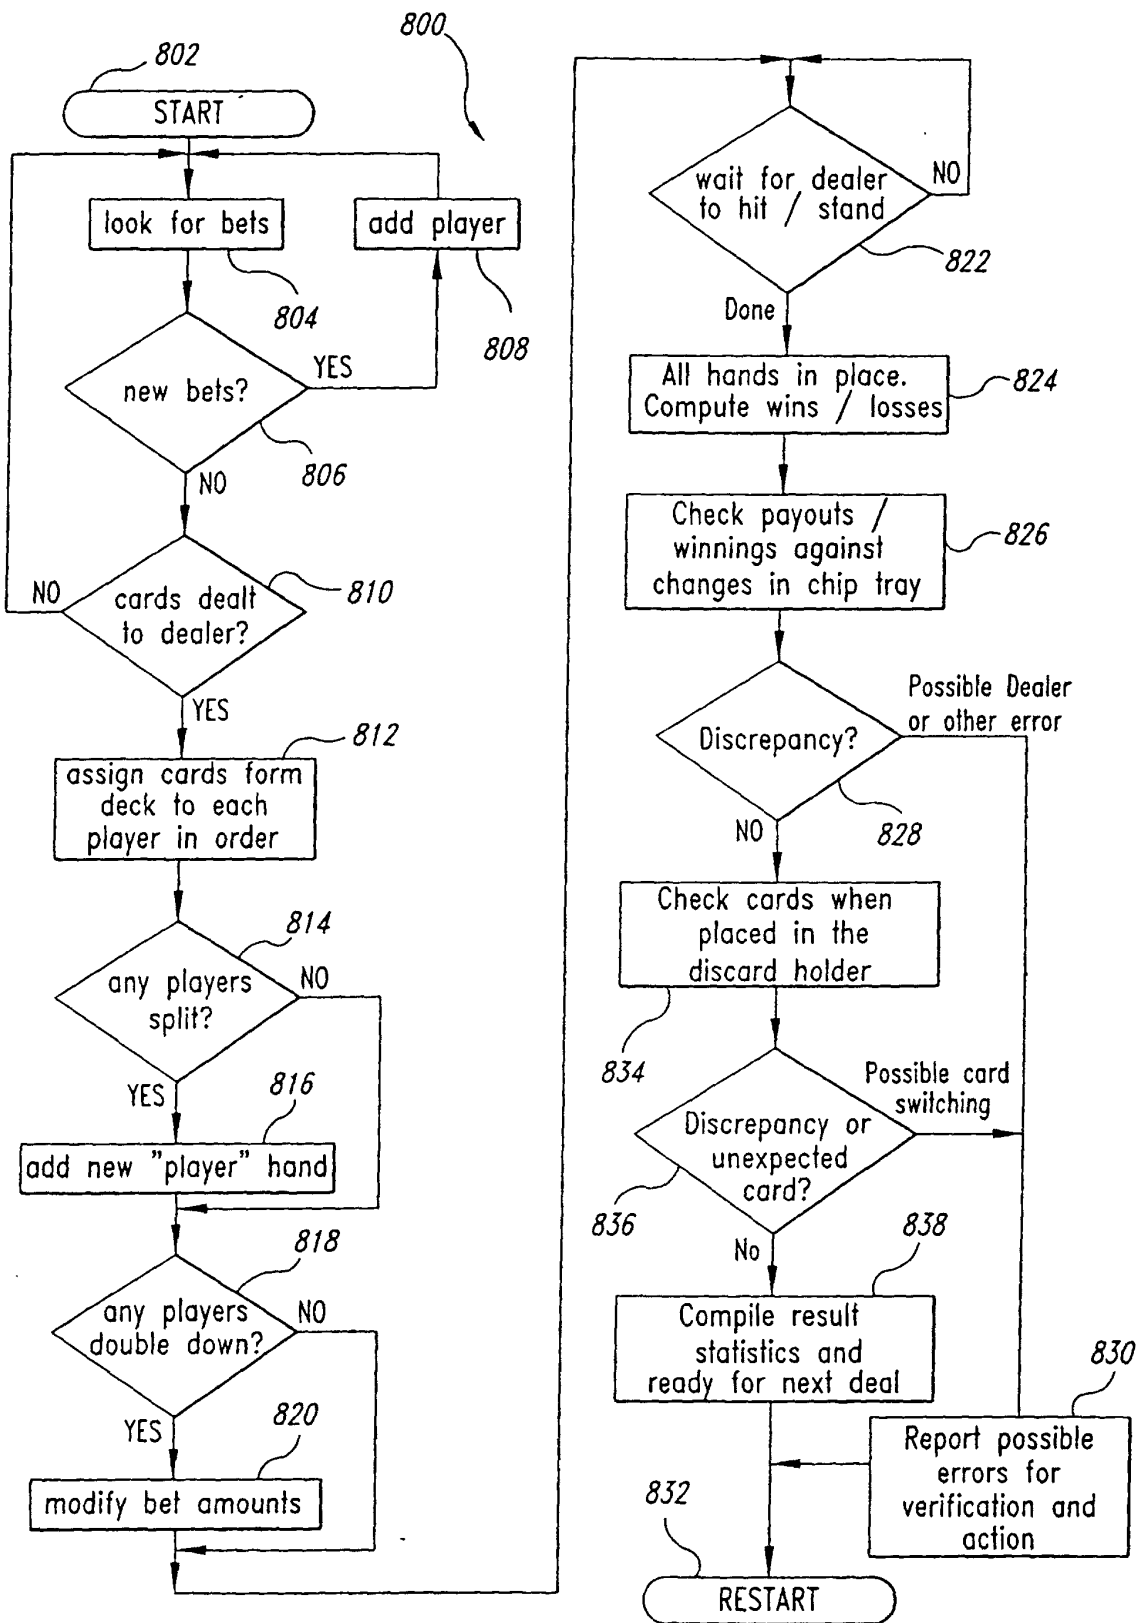 800
802
START
look for bets
804
add player
808
new bets?
YES
806
NO
cards dealt
to dealer?
810
NO
YES
812
assign cards form
deck to each
player in order
814
any players
split?
NO
YES
816
add new "player" hand
818
any players
double down?
NO
YES
820
modify bet amounts
wait for dealer
to hit / stand
NO
822
Done
All hands in place.
Compute wins / losses
824
Check payouts /
winnings against
changes in chip tray
826
Discrepancy?
Possible Dealer
or other error
828
NO
Check cards when
placed in the
discard holder
834
Discrepancy or
unexpected
card?
Possible card
switching
836
No
838
Compile result
statistics and
ready for next deal
830
Report possible
errors for
verification and
action
832
RESTART